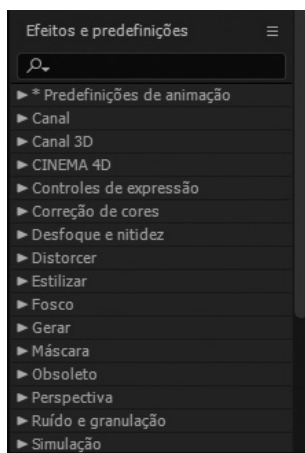 Efeitos e predefinições
* Predefinições de animação
Canal
Canal 3D
CINEMA 4D
Controles de expressão
Correção de cores
Desfoque e nitidez
Distorcer
Estilizar
Fosco
Gerar
Máscara
Obsoleto
Perspectiva
Ruído e granulação
Simulação